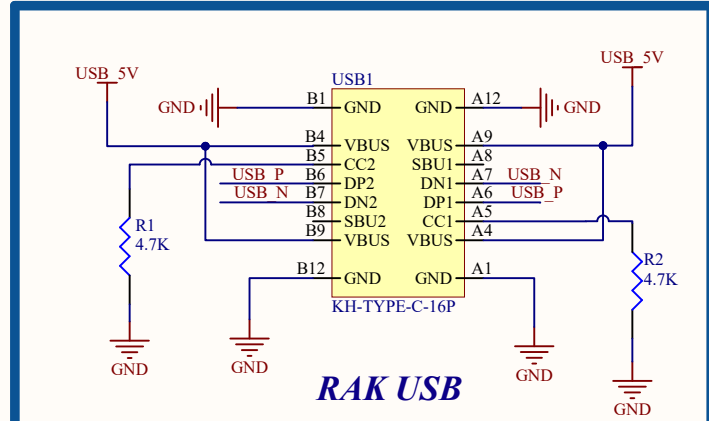 USB_5V
USB_5V
USB1
GND B1 GND GND A12 GND
B4 VBUS VBUS A9
B5 CC2 SBU1 A8
USB_P B6 DP2 DN1 A7 USB_N
USB_N B7 DN2 DP1 A6 USB_P
B8 SBU2 CC1 A5
B9 VBUS VBUS A4
R1
4.7K
R2
4.7K
B12 GND GND A1
KH-TYPE-C-16P
GND
GND
GND
GND
RAK USB